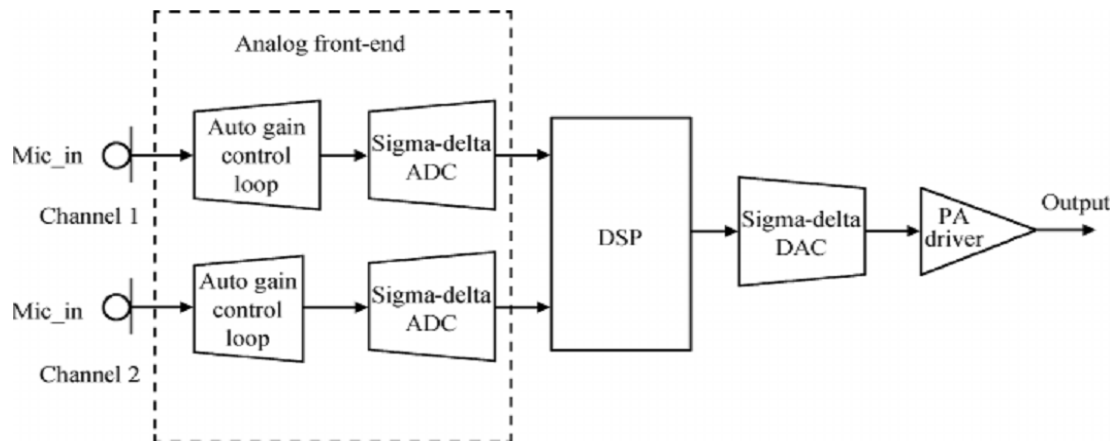 Analog front-end
Mic_in
Channel 1
Auto gain
control
loop
Sigma-delta
ADC
Mic_in
Channel 2
Auto gain
control
loop
Sigma-delta
ADC
DSP
Sigma-delta
DAC
PA
driver
Output